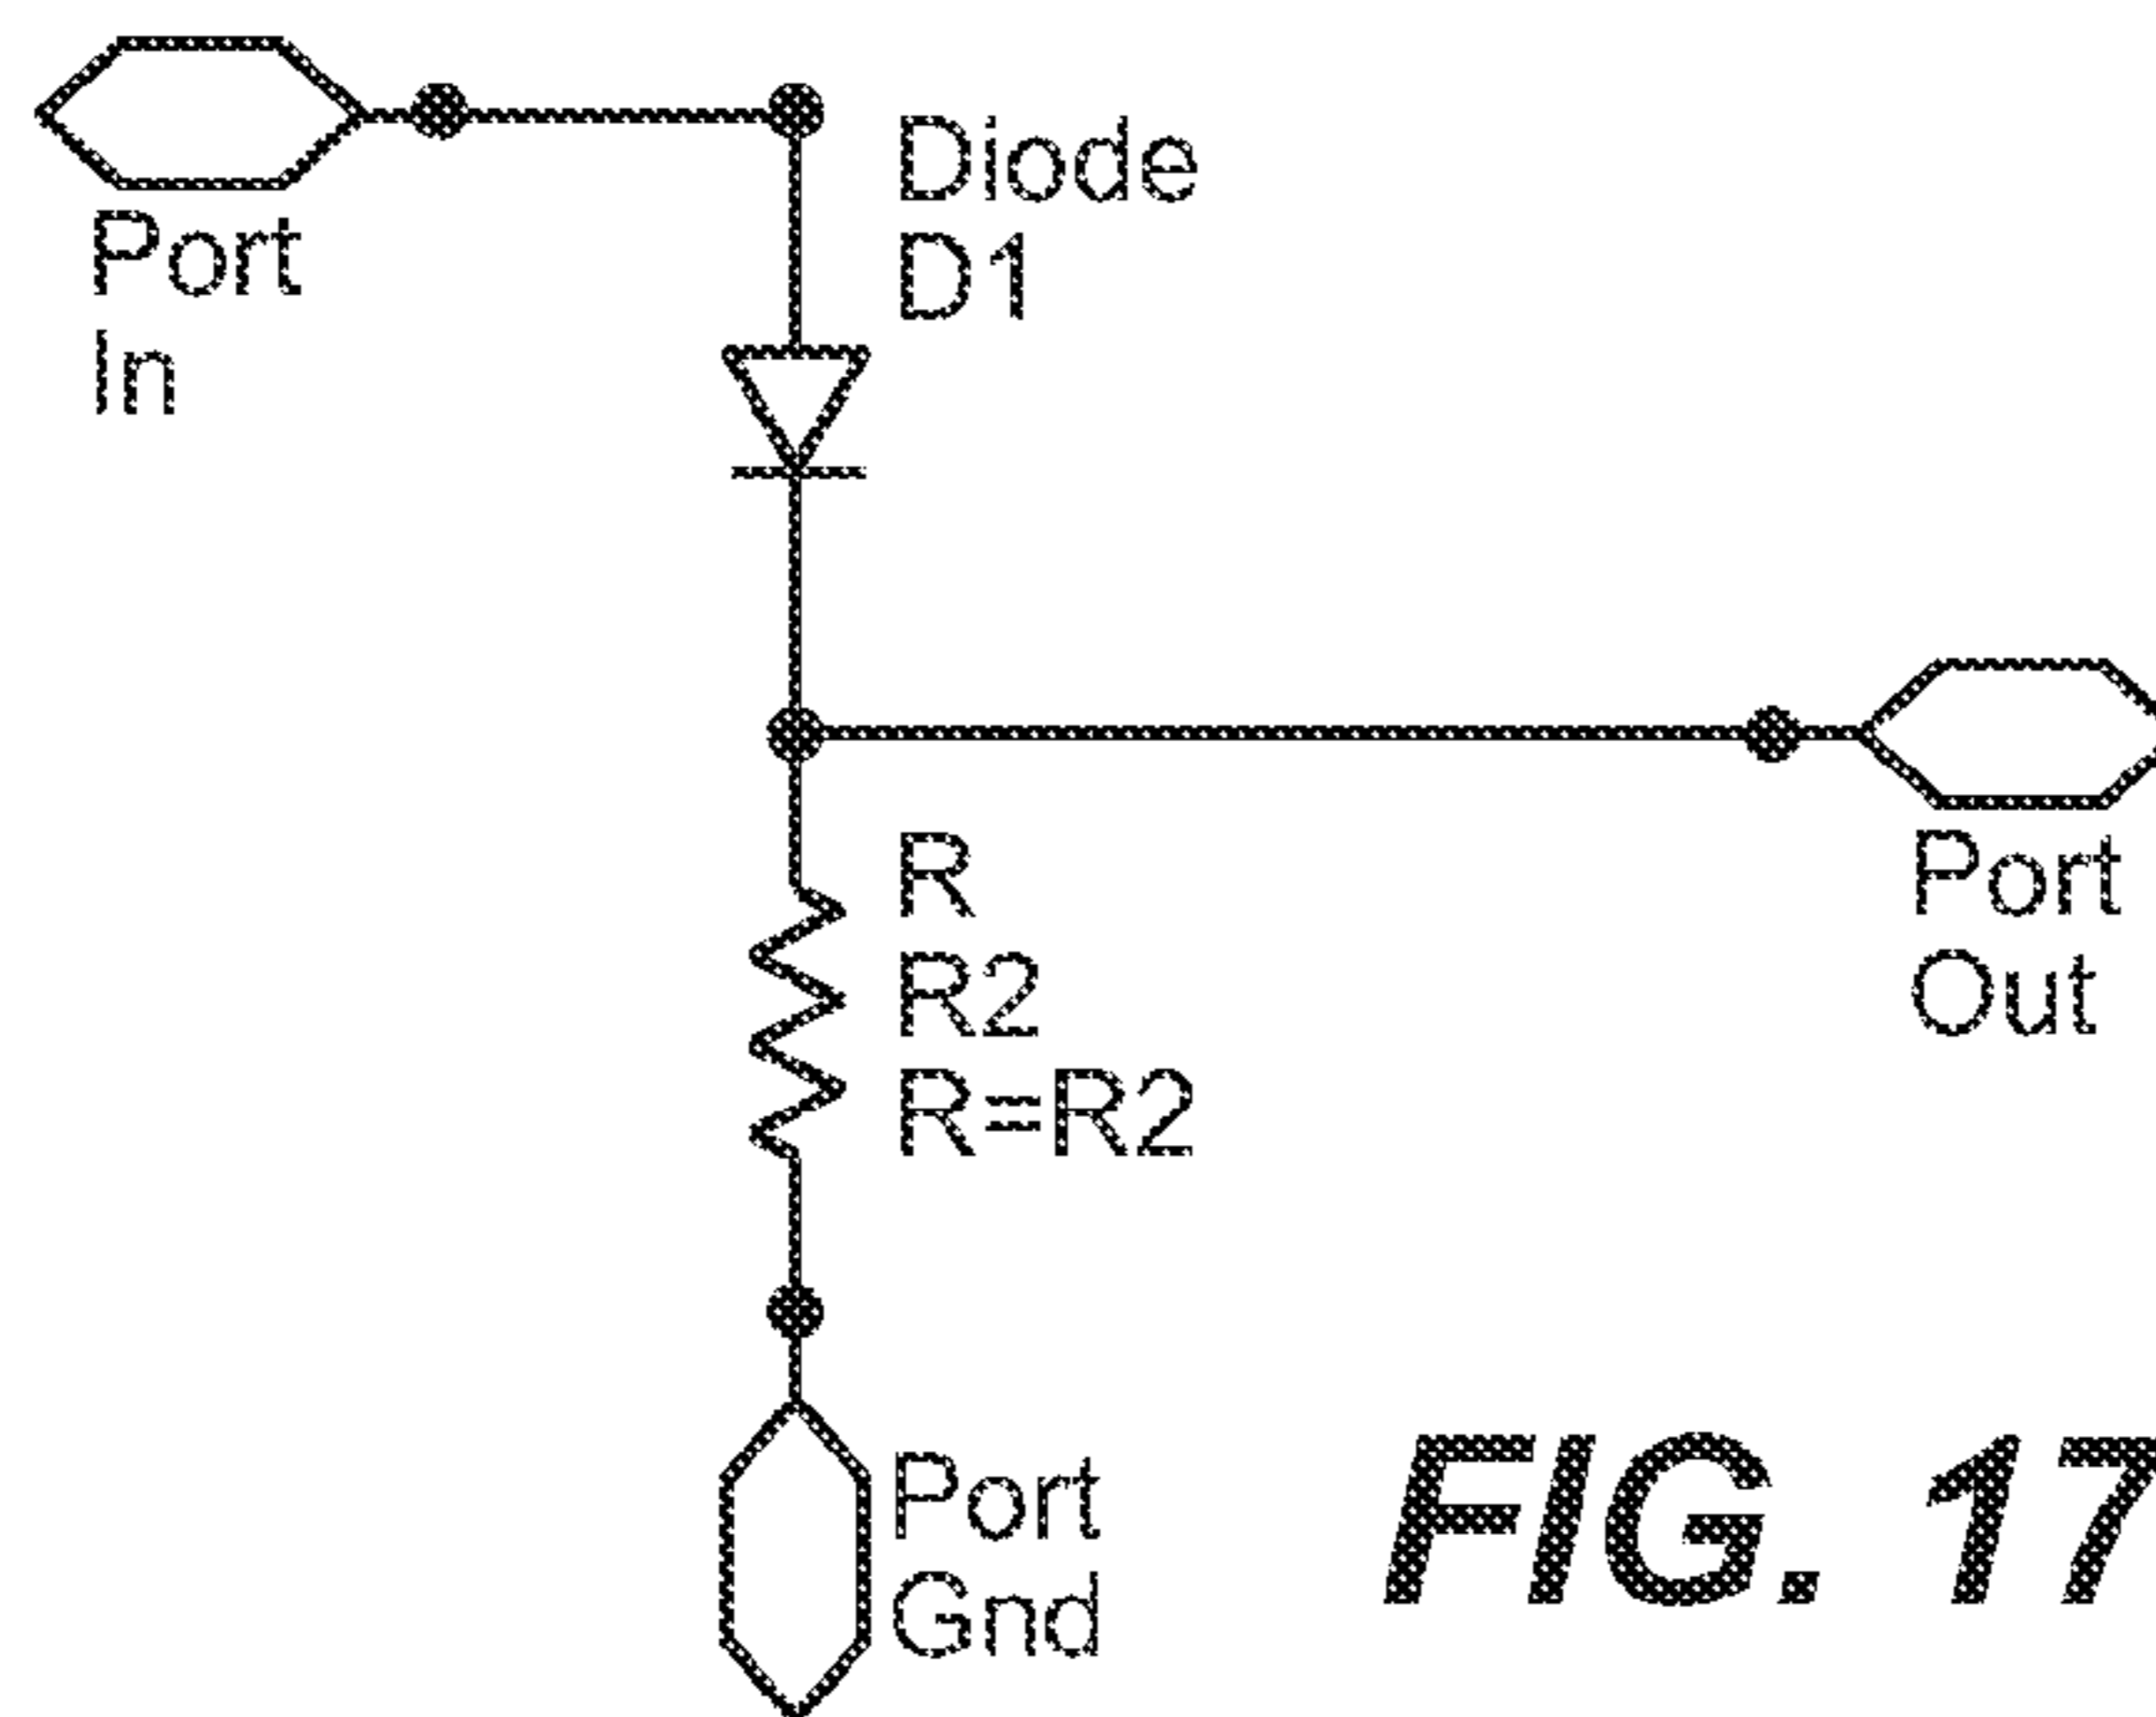 Diode
D1
Port
In
R
R2
R=R2
Port
Out
Port
Gnd
FIG. 17